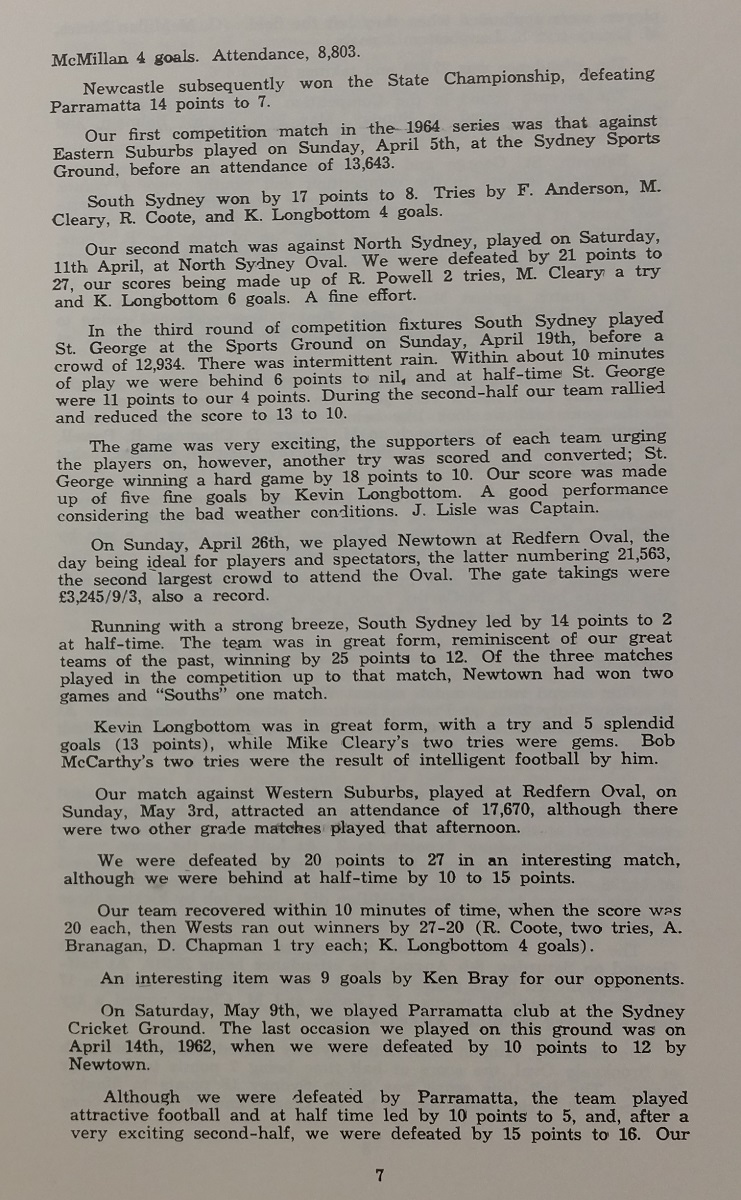 McMillan 4 goals. Attendance, 8,803.
Newcastle subsequently won the State Championship, defeating
Parramatta 14 points to 7.
Our first competition match in the 1964 series was that against
Eastern Suburbs played on Sunday, April 5th, at the Sydney Sports
Ground, before an attendance of 13,643.
South Sydney won by 17 points to 8. Tries by F. Anderson, M.
Cleary, R. Coote, and K. Longbottom 4 goals.
Our second match was against North Sydney, played on Saturday,
11th April, at North Sydney Oval. We were defeated by 21 points to
27, our scores being made up of R. Powell 2 tries, M. Cleary a try
and K. Longbottom 6 goals. A fine effort.
In the third round of competition fixtures South Sydney played
St. George at the Sports Ground on Sunday, April 19th, before a
crowd of 12,934. There was intermittent rain. Within about 10 minutes
of play we were behind 6 points to nil, and at half-time St. George
were 11 points to our 4 points. During the second-half our team rallied
and reduced the score to 13 to 10.
The game was very exciting, the supporters of each team urging
the players on, however, another try was scored and converted; St.
George winning a hard game by 18 points to 10. Our score was made
up of five fine goals by Kevin Longbottom. A good performance
considering the bad weather conditions. J. Lisle was Captain.
On Sunday, April 26th, we played Newtown at Redfern Oval, the
day being ideal for players and spectators, the latter numbering 21,563,
the second largest crowd to attend the Oval. The gate takings were
£3,245/9/3, also a record.
Running with a strong breeze, South Sydney led by 14 points to 2
at half-time. The team was in great form, reminiscent of our great
teams of the past, winning by 25 points to 12. Of the three matches
played in the competition up to that match, Newtown had won two
games and "Souths" one match.
Kevin Longbottom was in great form, with a try and 5 splendid
goals (13 points), while Mike Cleary's two tries were gems. Bob
McCarthy's two tries were the result of intelligent football by him.
Our match against Western Suburbs, played at Redfern Oval, on
Sunday, May 3rd, attracted an attendance of 17,670, although there
were two other grade matches played that afternoon.
We were defeated by 20 points to 27 in an interesting match,
although we were behind at half-time by 10 to 15 points.
Our team recovered within 10 minutes of time, when the score was
20 each, then Wests ran out winners by 27-20 (R. Coote, two tries, A.
Branagan, D. Chapman 1 try each; K. Longbottom 4 goals).
An interesting item was 9 goals by Ken Bray for our opponents.
On Saturday, May 9th, we played Parramatta club at the Sydney
Cricket Ground. The last occasion we played on this ground was on
April 14th, 1962, when we were defeated by 10 points to 12 by
Newtown.
Although we were defeated by Parramatta, the team played
attractive football and at half time led by 10 points to 5, and, after a
very exciting second-half, we were defeated by 15 points to 16. Our
7